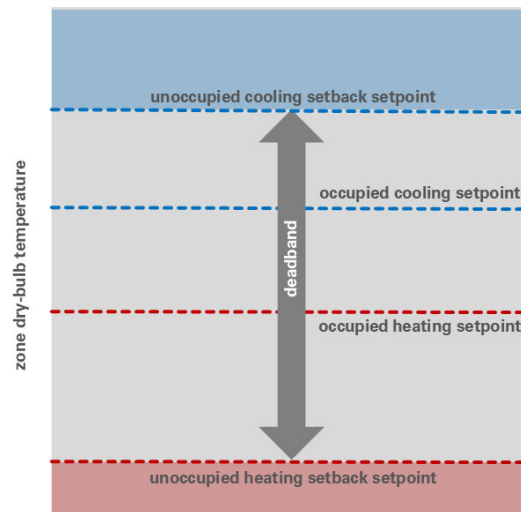 unoccupied cooling setback setpoint
occupied cooling setpoint
zone dry-bulb temperature
deadband
occupied heating setpoint
unoccupied heating setback setpoint